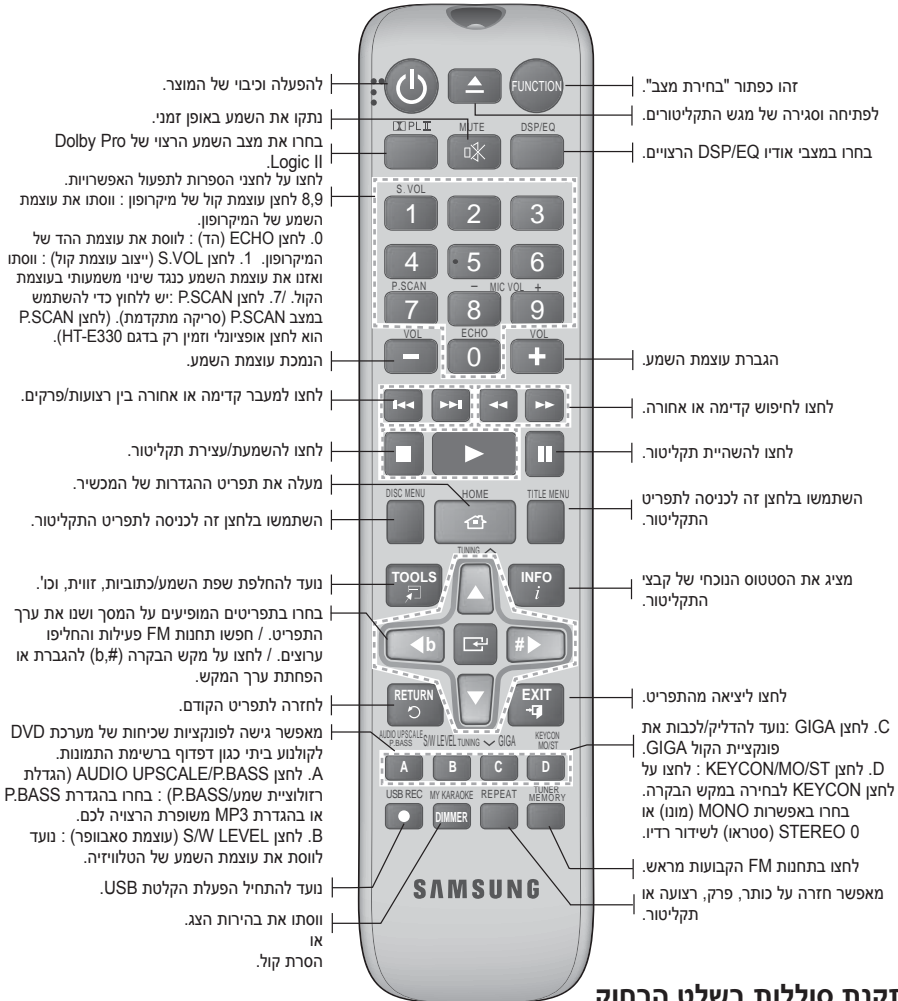 להפעלה וכיבוי של המוצר.
נתקו את השמע באופן זמני.
בחרו את מצב השמע הרצוי של Dolby Pro
Logic II.
לחצו על לחצני הספרות לתפעול האפשרויות.
8,9 לחצן עוצמת קול של מיקרופון : ווסתו את עוצמת
השמע של המיקרופון.
0. לחצן ECHO (הד) : לווסת את עוצמת ההד של
המיקרופון. 1. לחצן S.VOL (ייצוב עוצמת קול) : ווסתו
ואזנו את עוצמת השמע כנגד שינוי משמעותי בעוצמת
הקול. /7. לחצן P.SCAN :יש ללחוץ כדי להשתמש
במצב P.SCAN (סריקה מתקדמת). (לחצן P.SCAN
הוא לחצן אופציונלי וזמין רק בדגם HT-E330).
הנמכת עוצמת השמע.
לחצו למעבר קדימה או אחורה בין רצועות/פרקים.
לחצו להשמעת/עצירת תקליטור.
מעלה את תפריט ההגדרות של המכשיר.
השתמשו בלחצן זה לכניסה לתפריט התקליטור.
נועד להחלפת שפת השמע/כתוביות, זווית, וכו'.
בחרו בתפריטים המופיעים על המסך ושנו את ערך
התפריט. / חפשו תחנות FM פעילות והחליפו
ערוצים. / לחצו על מקש הבקרה (b,#) להגברת או
הפחתת ערך המקש.
לחזרה לתפריט הקודם.
מאפשר גישה לפונקציות שכיחות של מערכת DVD
לקולנוע ביתי כגון דפדוף ברשימת התמונות.
A. לחצן AUDIO UPSCALE/P.BASS (הגדלת
רזולוציית שמע/P.BASS) : בחרו בהגדרת P.BASS
או בהגדרת MP3 משופרת הרצויה לכם.
B. לחצן S/W LEVEL (עוצמת סאבוופר) : נועד
לווסת את עוצמת השמע של הטלוויזיה.
נועד להתחיל הפעלת הקלטת USB.
ווסתו את בהירות הצג.
או
הסרת קול.
FUNCTION
PL II
MUTE
DSP/EQ
S.VOL
1 2 3
4 5 6
P.SCAN
− MIC VOL +
7 8 9
VOL
ECHO
VOL
− 0 +
DISC MENU
HOME
TITLE MENU
TUNING
TOOLS
INFO
i
b
#
RETURN
EXIT
AUDIO UPSCALE
P.BASS
S/W LEVEL
TUNING
GIGA
KEYCON
MO/ST
A B C D
USB REC
MY KARAOKE
REPEAT
TUNER
MEMORY
DIMMER
SAMSUNG
זהו כפתור "בחירת מצב".
לפתיחה וסגירה של מגש התקליטורים.
בחרו במצבי אודיו DSP/EQ הרצויים.
הגברת עוצמת השמע.
לחצו לחיפוש קדימה או אחורה.
לחצו להשהיית תקליטור.
השתמשו בלחצן זה לכניסה לתפריט
התקליטור.
מציג את הסטטוס הנוכחי של קבצי
התקליטור.
לחצו ליציאה מהתפריט.
C. לחצן GIGA :נועד להדליק/לכבות את
פונקציית הקול GIGA.
D. לחצן KEYCON/MO/ST : לחצו על
לחצן KEYCON לבחירה במקש הבקרה.
בחרו באפשרות MONO (מונו) או
STEREO 0 (סטראו) לשידור רדיו.
לחצו בתחנות FM הקבועות מראש.
מאפשר חזרה על כותר, פרק, רצועה או
תקליטור.